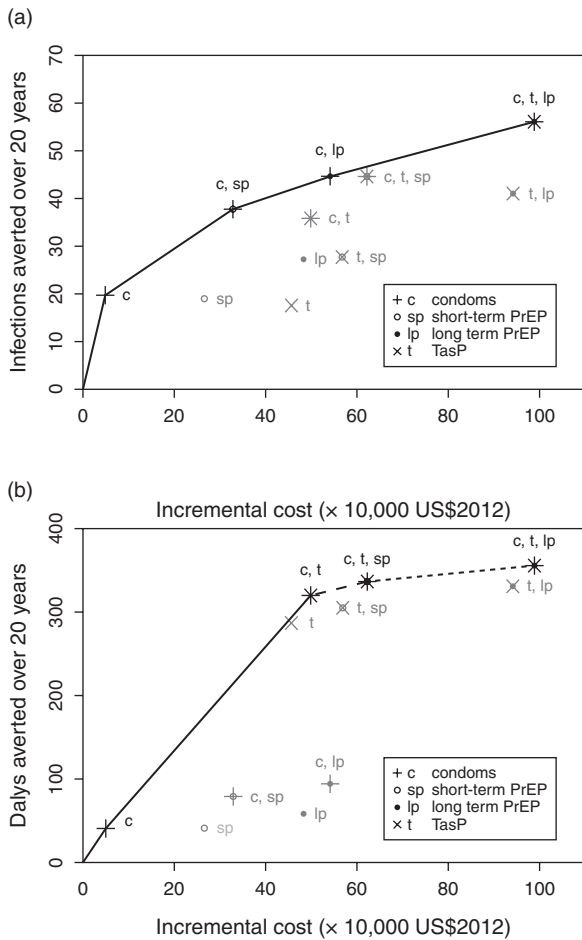 (a)
Infections averted over 20 years
70
60
50
40
30
20
10
0
c, t, lp
c, lp
c, sp
c, t, sp
t, lp
c, t
lp
t, sp
c
sp
t
c condoms
sp short-term PrEP
lp long term PrEP
t TasP
0 20 40 60 80 100
Incremental cost (× 10,000 US$2012)
(b)
Dalys averted over 20 years
400
300
200
100
0
c, t, lp
c, t, sp
c, t
t, lp
t, sp
t
c, lp
c, sp
lp
c
sp
c condoms
sp short-term PrEP
lp long term PrEP
t TasP
0 20 40 60 80 100
Incremental cost (× 10,000 US$2012)